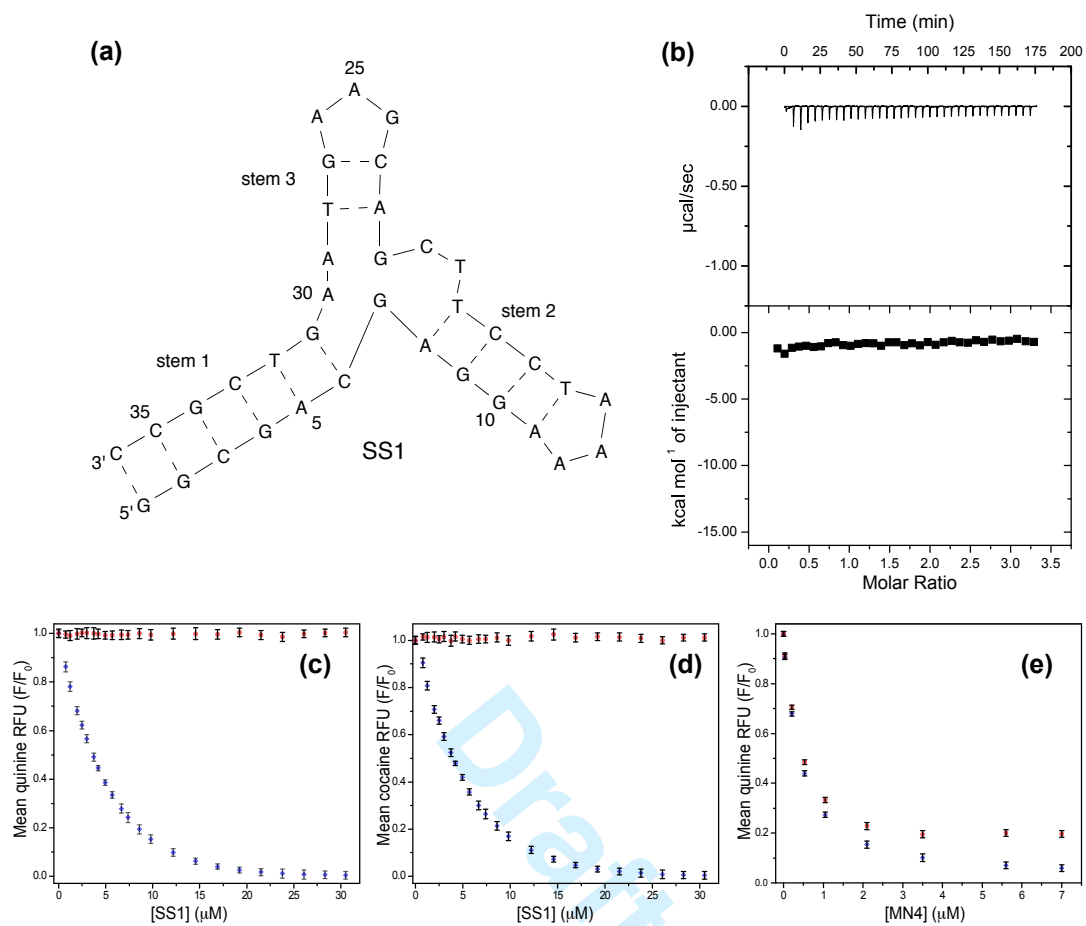 (a)
25
A
A G
G C
stem 3
T A
A G C T
30 A G T C
stem 2
G A C
stem 1
T G T A
C C G A
35 G A 5 10 A A
C G
3' C C
SS1
G
5' G
(b)
Time (min)
0 25 50 75 100 125 150 175 200
0.00
-0.50
-1.00
µcal/sec
0.00
-5.00
-10.00
-15.00
kcal mol 1 of injectant
0.0 0.5 1.0 1.5 2.0 2.5 3.0 3.5
Molar Ratio
(c)
1.0
0.8
0.6
0.4
0.2
0.0
Mean quinine RFU (F/F0)
0 5 10 15 20 25 30
[SS1] (µM)
(d)
1.0
0.8
0.6
0.4
0.2
0.0
Mean cocaine RFU (F/F0)
0 5 10 15 20 25 30
[SS1] (µM)
(e)
1.0
0.8
0.6
0.4
0.2
0.0
Mean quinine RFU (F/F0)
0 1 2 3 4 5 6 7
[MN4] (µM)
Draft